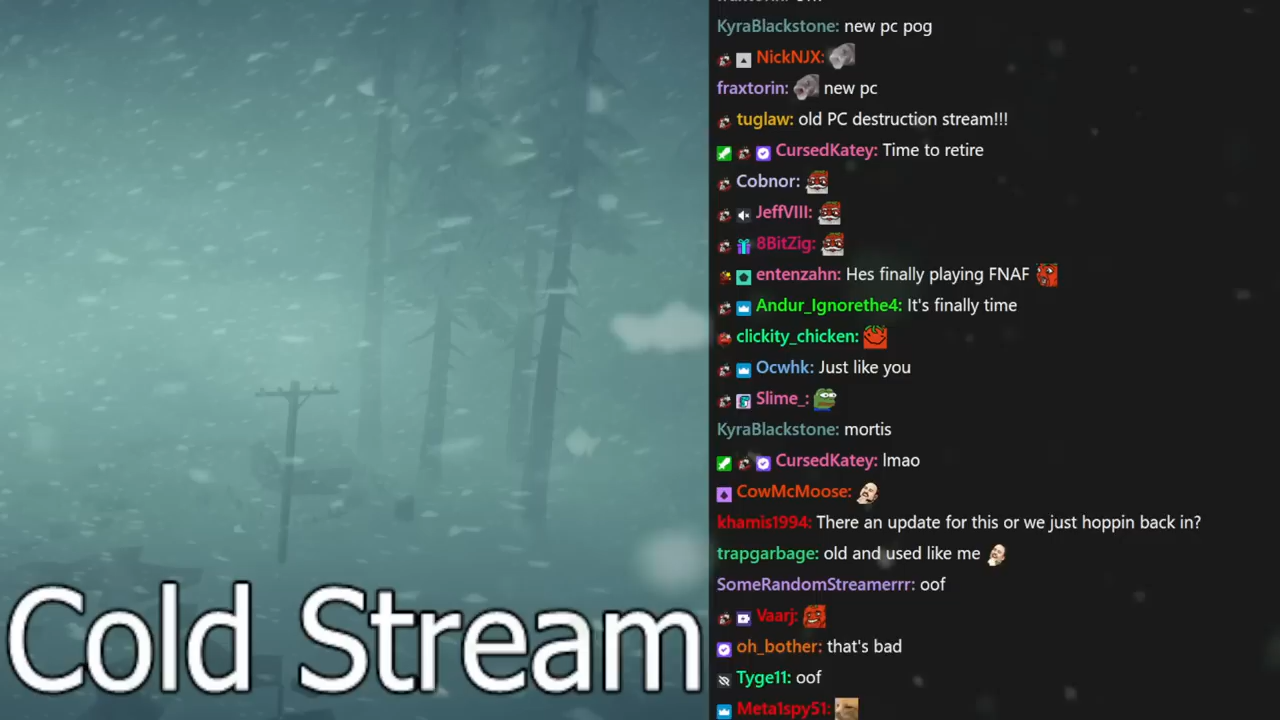 KyraBlackstone: new pc pog
NickNJX:
fraxtorin: new pc
tuglaw: old PC destruction stream!!!
CursedKatey: Time to retire
Cobnor:
JeffVIII:
8BitZig:
entenzahn: Hes finally playing FNAF
Andur_Ignorethe4: It's finally time
clickity_chicken:
Ocwhk: Just like you
Slime_:
KyraBlackstone: mortis
CursedKatey: lmao
CowMcMoose:
khamis1994: There an update for this or we just hoppin back in?
trapgarbage: old and used like me
SomeRandomStreamerrr: oof
Vaarj:
oh_bother: that's bad
Tyge11: oof
Meta1spy51:
Cold Stream